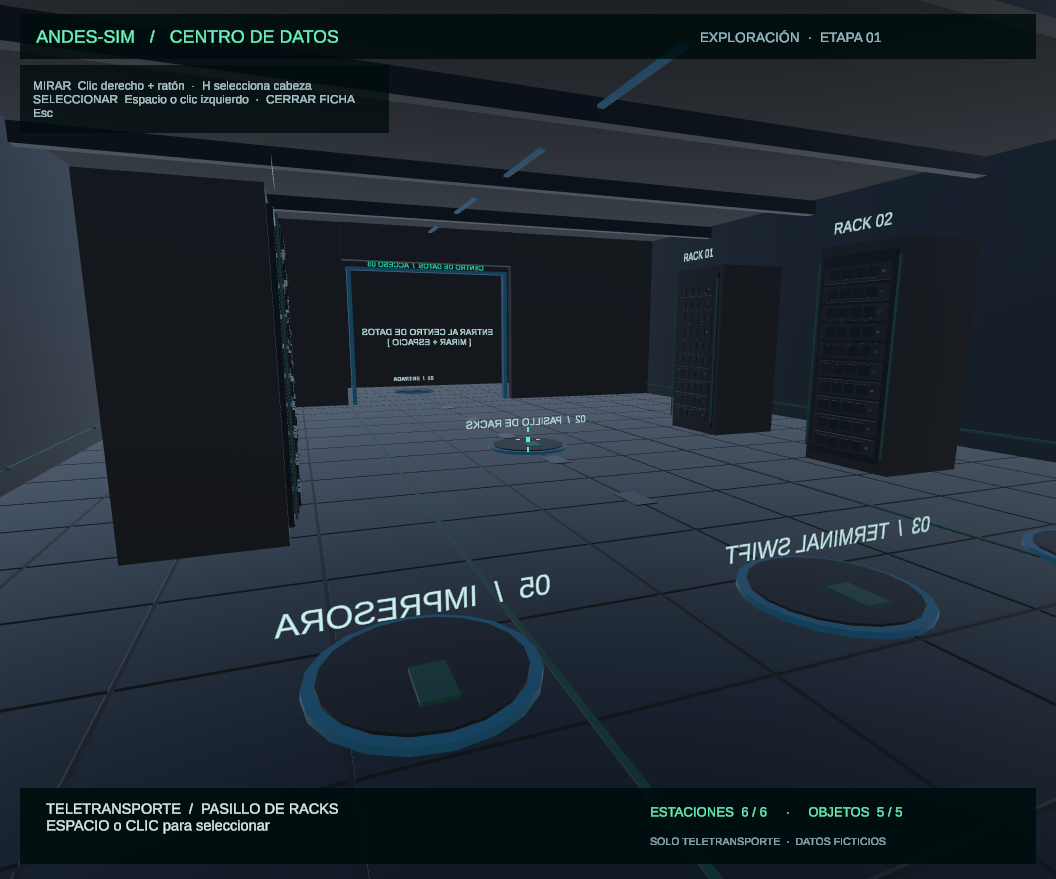 ANDES-SIM / CENTRO DE DATOS
EXPLORACIÓN · ETAPA 01
MIRAR Clic derecho + ratón · H selecciona cabeza
SELECCIONAR Espacio o clic izquierdo · CERRAR FICHA
Esc
RACK 02
RACK 01
CENTRO DE DATOS / ACCESO 03
ENTRAR AL CENTRO DE DATOS
[ MIRAR + ESPACIO ]
01 / ENTRADA
02 / PASILLO DE RACKS
03 / TERMINAL SWIFT
05 / IMPRESORA
TELETRANSPORTE / PASILLO DE RACKS
ESPACIO o CLIC para seleccionar
ESTACIONES 6 / 6 · OBJETOS 5 / 5
SOLO TELETRANSPORTE · DATOS FICTICIOS